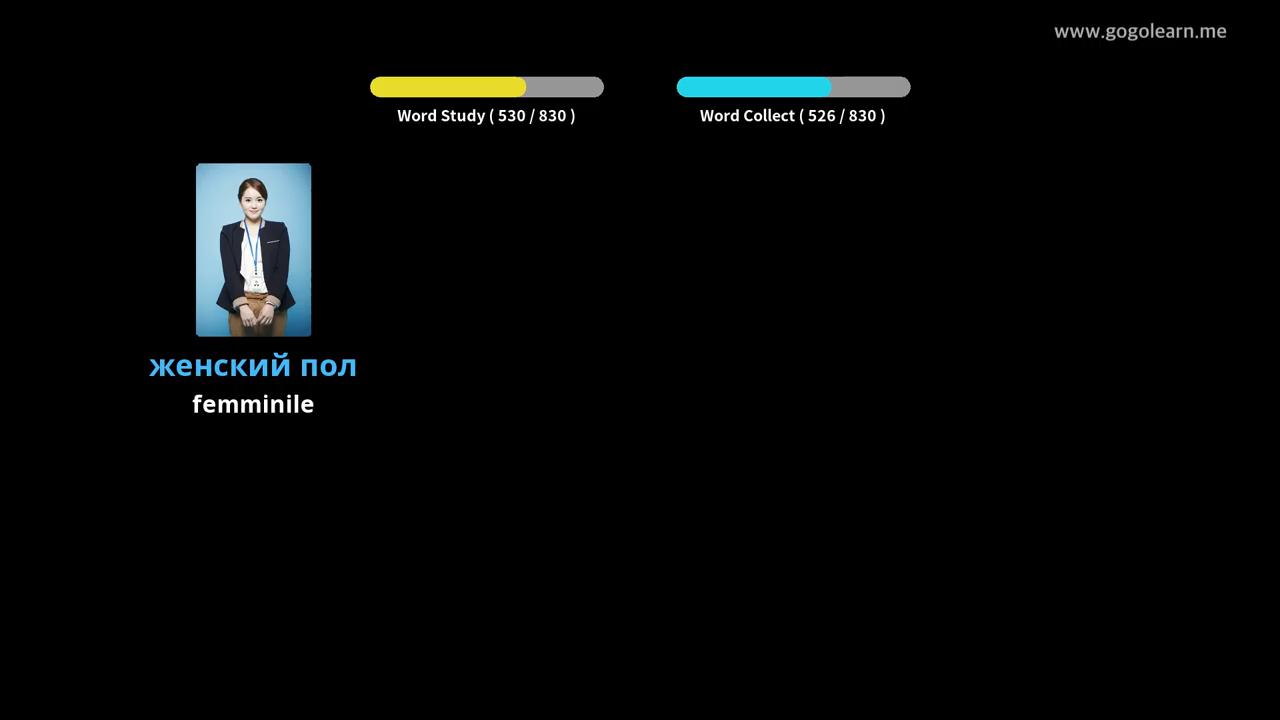 www.gogolearn.me
Word Study ( 530 / 830 )
Word Collect ( 526 / 830 )
женский пол
femminile